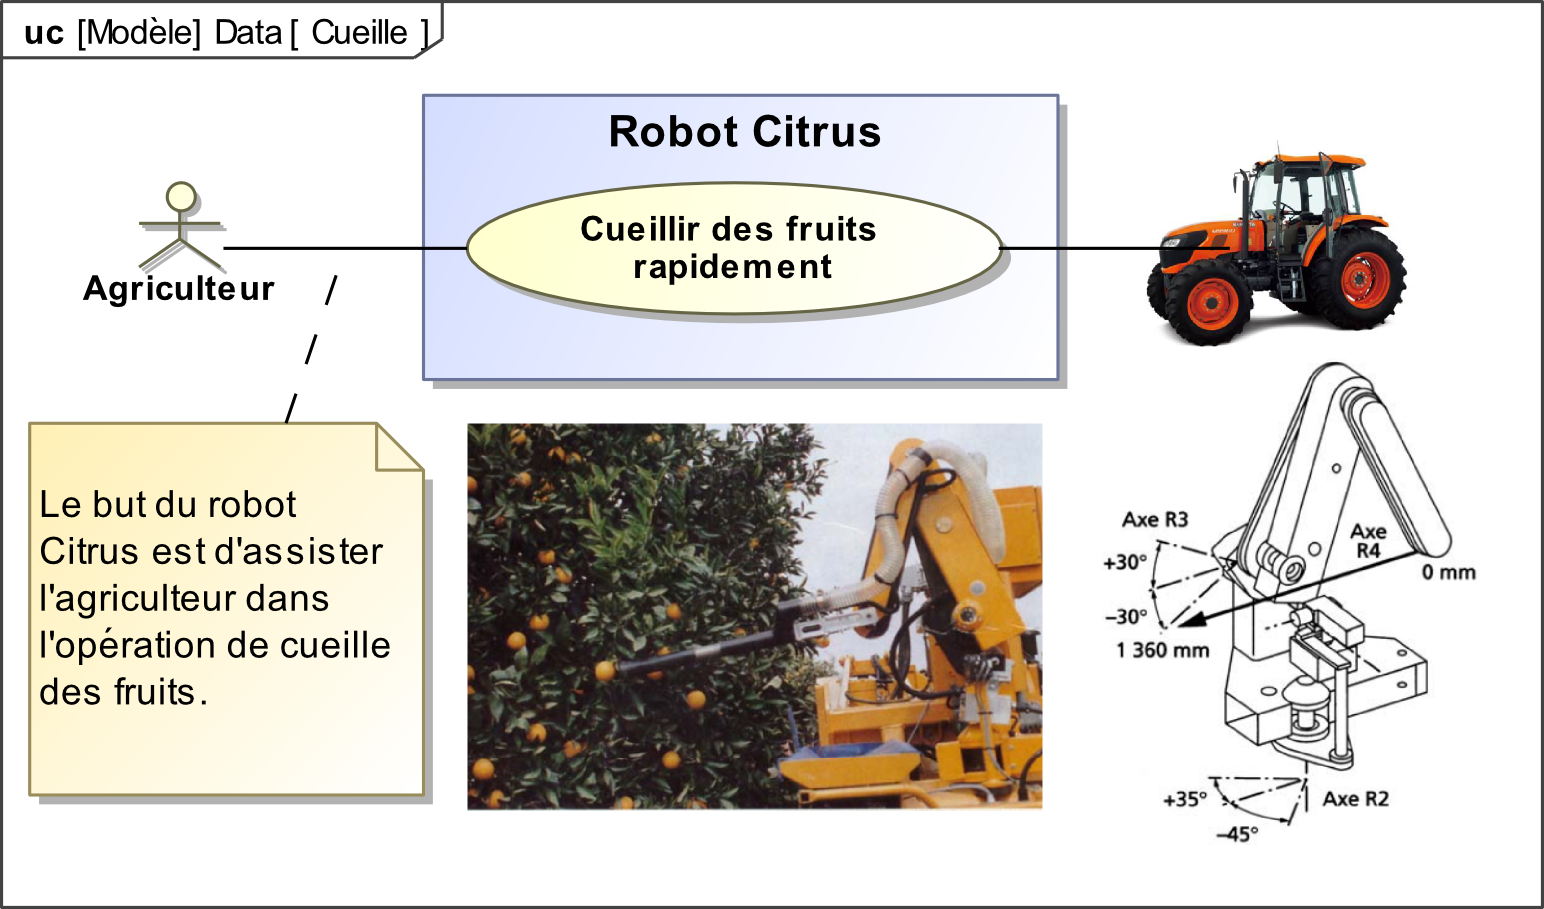 uc [Modèle] Data [ Cueille ]
Robot Citrus
Cueillir des fruits
rapidement
Agriculteur
Le but du robot
Citrus est d'assister
l'agriculteur dans
l'opération de cueille
des fruits.
Axe R3
+30°
–30°
1 360 mm
Axe
R4
0 mm
+35°
–45°
Axe R2